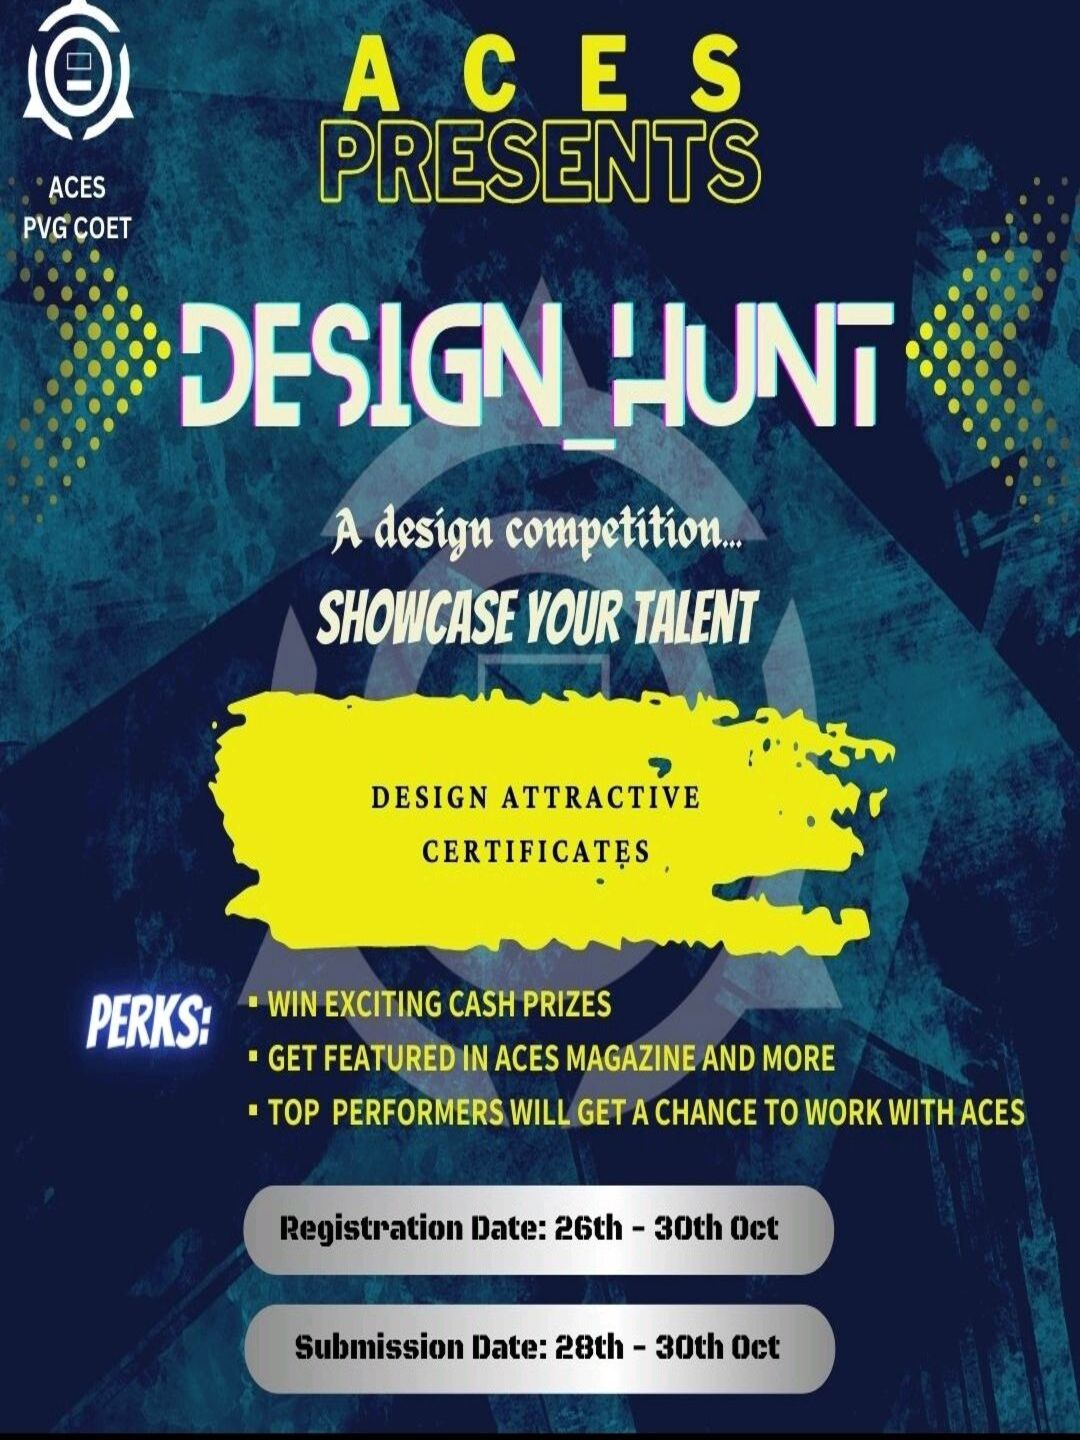 ACES
PRESENTS
ACES
PVG COET
DESIGN_HUNT
A design competition...
SHOWCASE YOUR TALENT
DESIGN ATTRACTIVE
CERTIFICATES
PERKS:
▪ WIN EXCITING CASH PRIZES
▪ GET FEATURED IN ACES MAGAZINE AND MORE
▪ TOP PERFORMERS WILL GET A CHANCE TO WORK WITH ACES
Registration Date: 26th - 30th Oct
Submission Date: 28th - 30th Oct